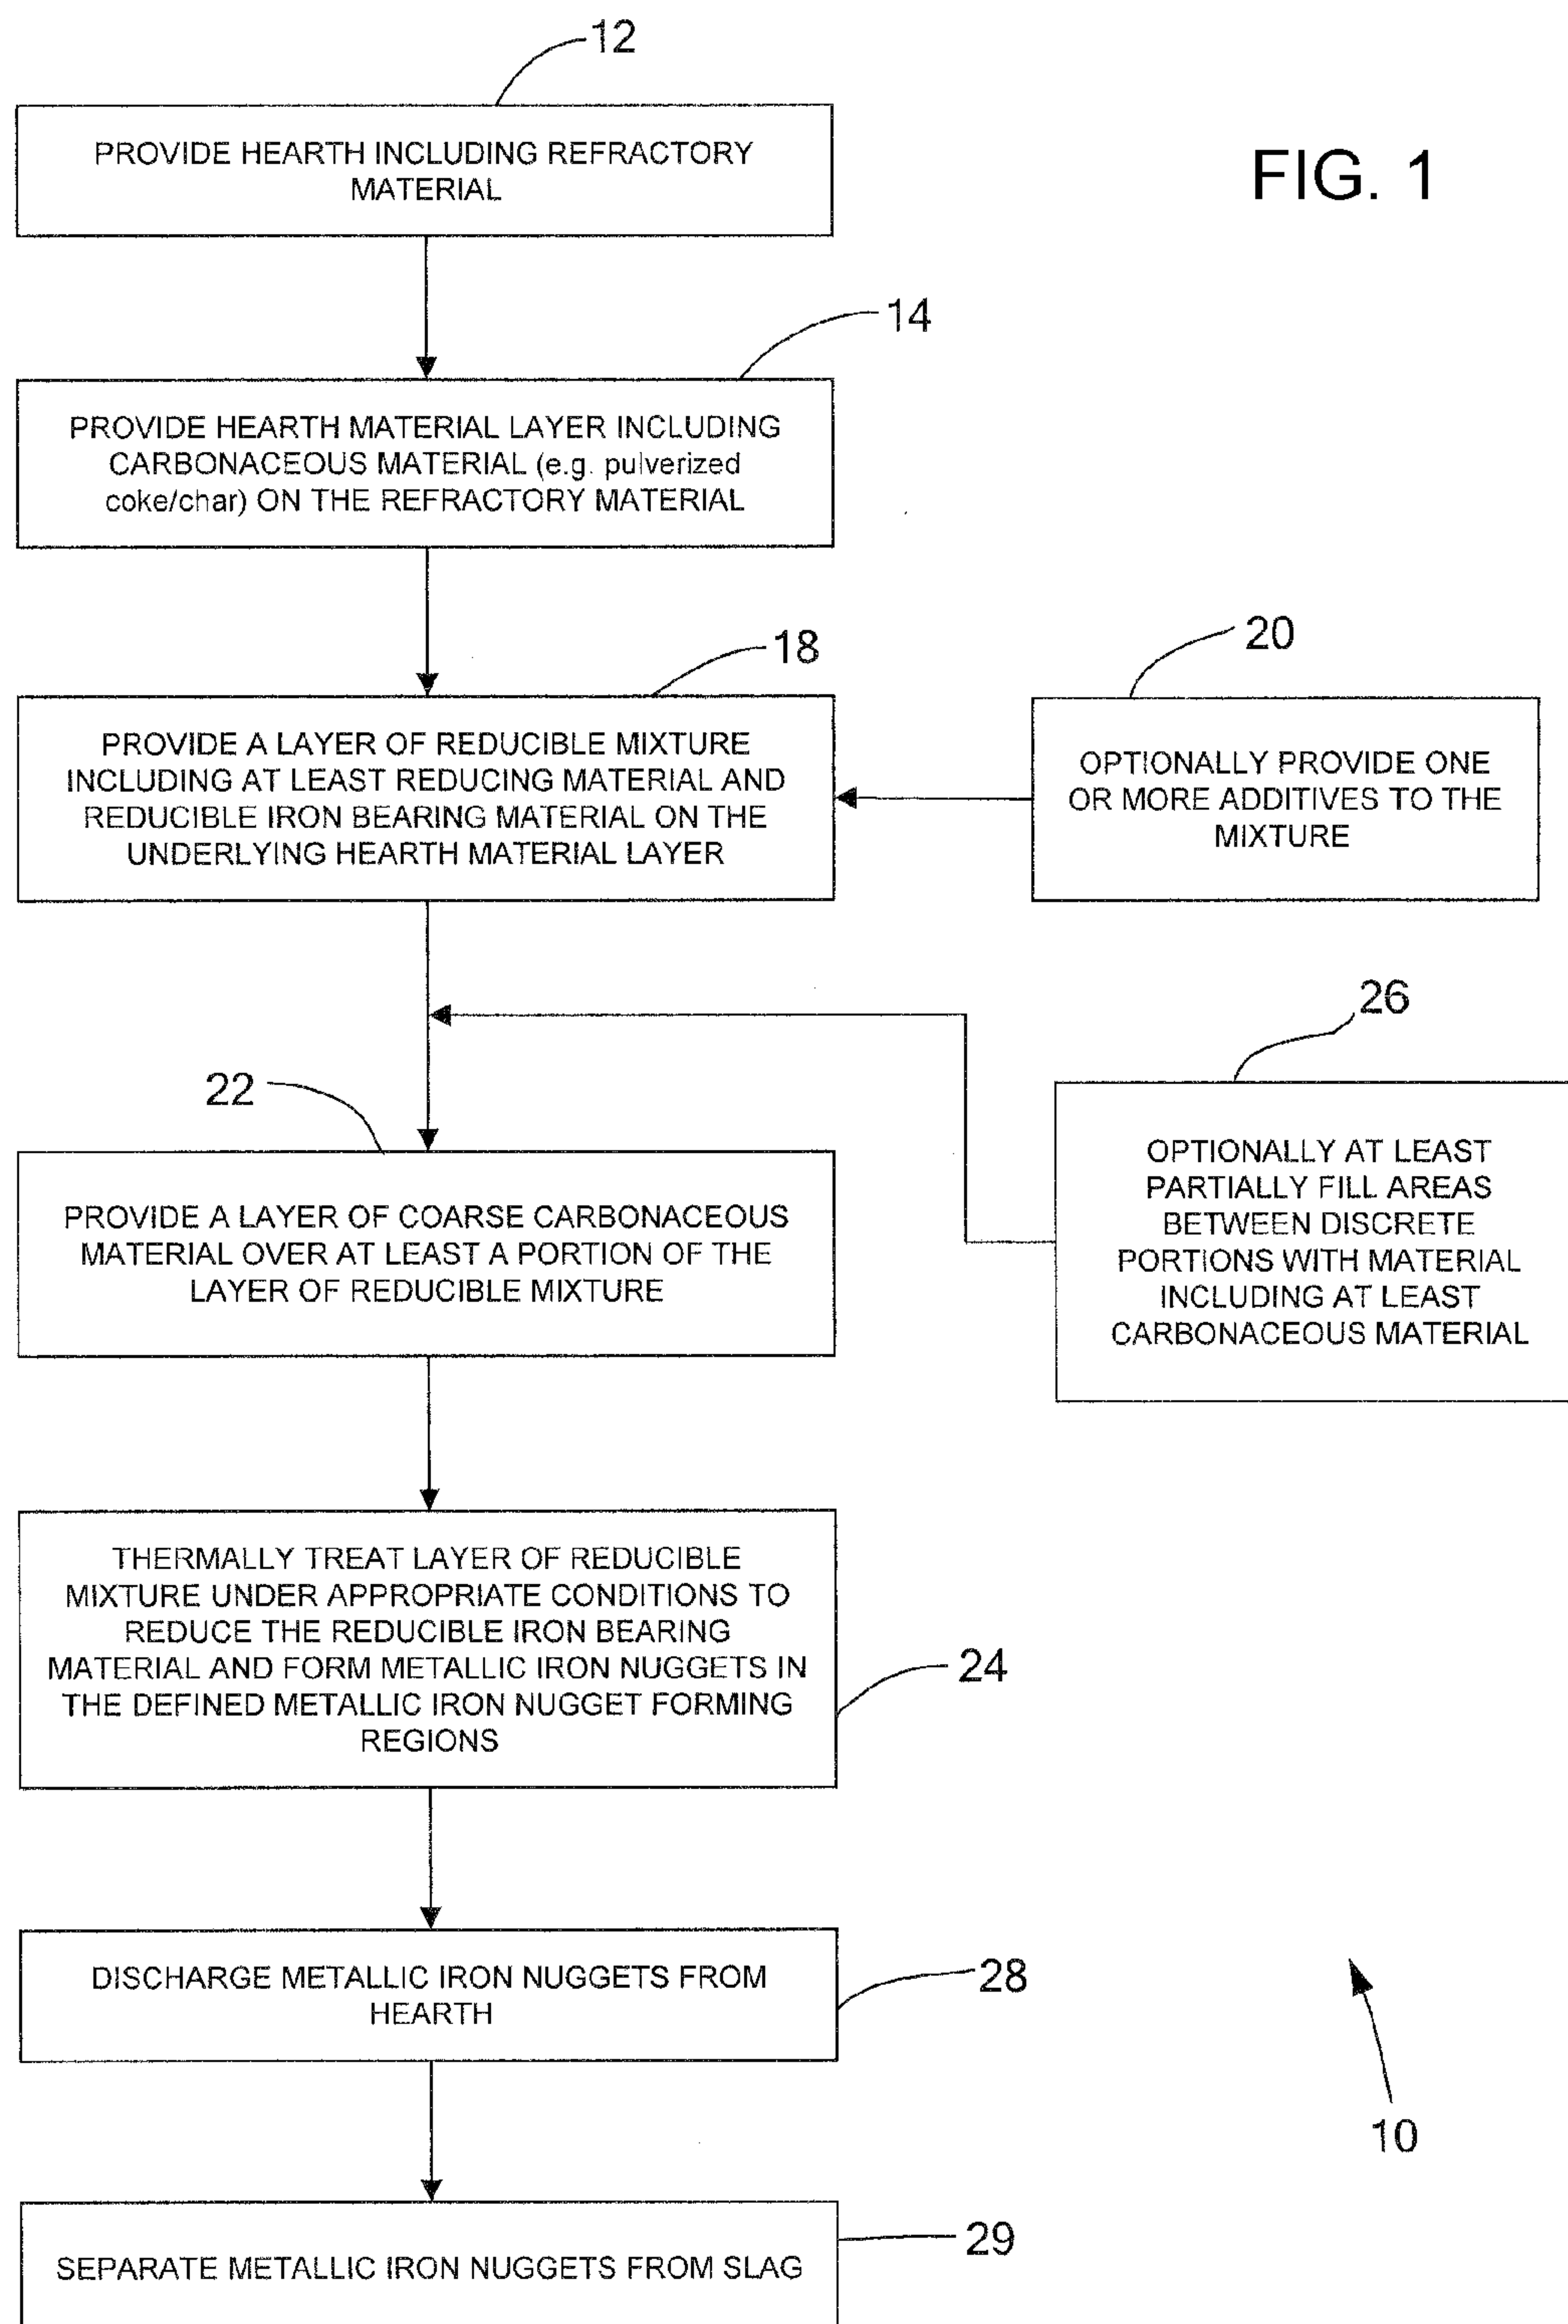 12
PROVIDE HEARTH INCLUDING REFRACTORY
MATERIAL
FIG. 1
14
PROVIDE HEARTH MATERIAL LAYER INCLUDING
CARBONACEOUS MATERIAL (e.g. pulverized
coke/char) ON THE REFRACTORY MATERIAL
18
PROVIDE A LAYER OF REDUCIBLE MIXTURE
INCLUDING AT LEAST REDUCING MATERIAL AND
REDUCIBLE IRON BEARING MATERIAL ON THE
UNDERLYING HEARTH MATERIAL LAYER
20
OPTIONALLY PROVIDE ONE
OR MORE ADDITIVES TO THE
MIXTURE
26
OPTIONALLY AT LEAST
PARTIALLY FILL AREAS
BETWEEN DISCRETE
PORTIONS WITH MATERIAL
INCLUDING AT LEAST
CARBONACEOUS MATERIAL
22
PROVIDE A LAYER OF COARSE CARBONACEOUS
MATERIAL OVER AT LEAST A PORTION OF THE
LAYER OF REDUCIBLE MIXTURE
THERMALLY TREAT LAYER OF REDUCIBLE
MIXTURE UNDER APPROPRIATE CONDITIONS TO
REDUCE THE REDUCIBLE IRON BEARING
MATERIAL AND FORM METALLIC IRON NUGGETS IN
THE DEFINED METALLIC IRON NUGGET FORMING
REGIONS
24
DISCHARGE METALLIC IRON NUGGETS FROM
HEARTH
28
10
SEPARATE METALLIC IRON NUGGETS FROM SLAG
29